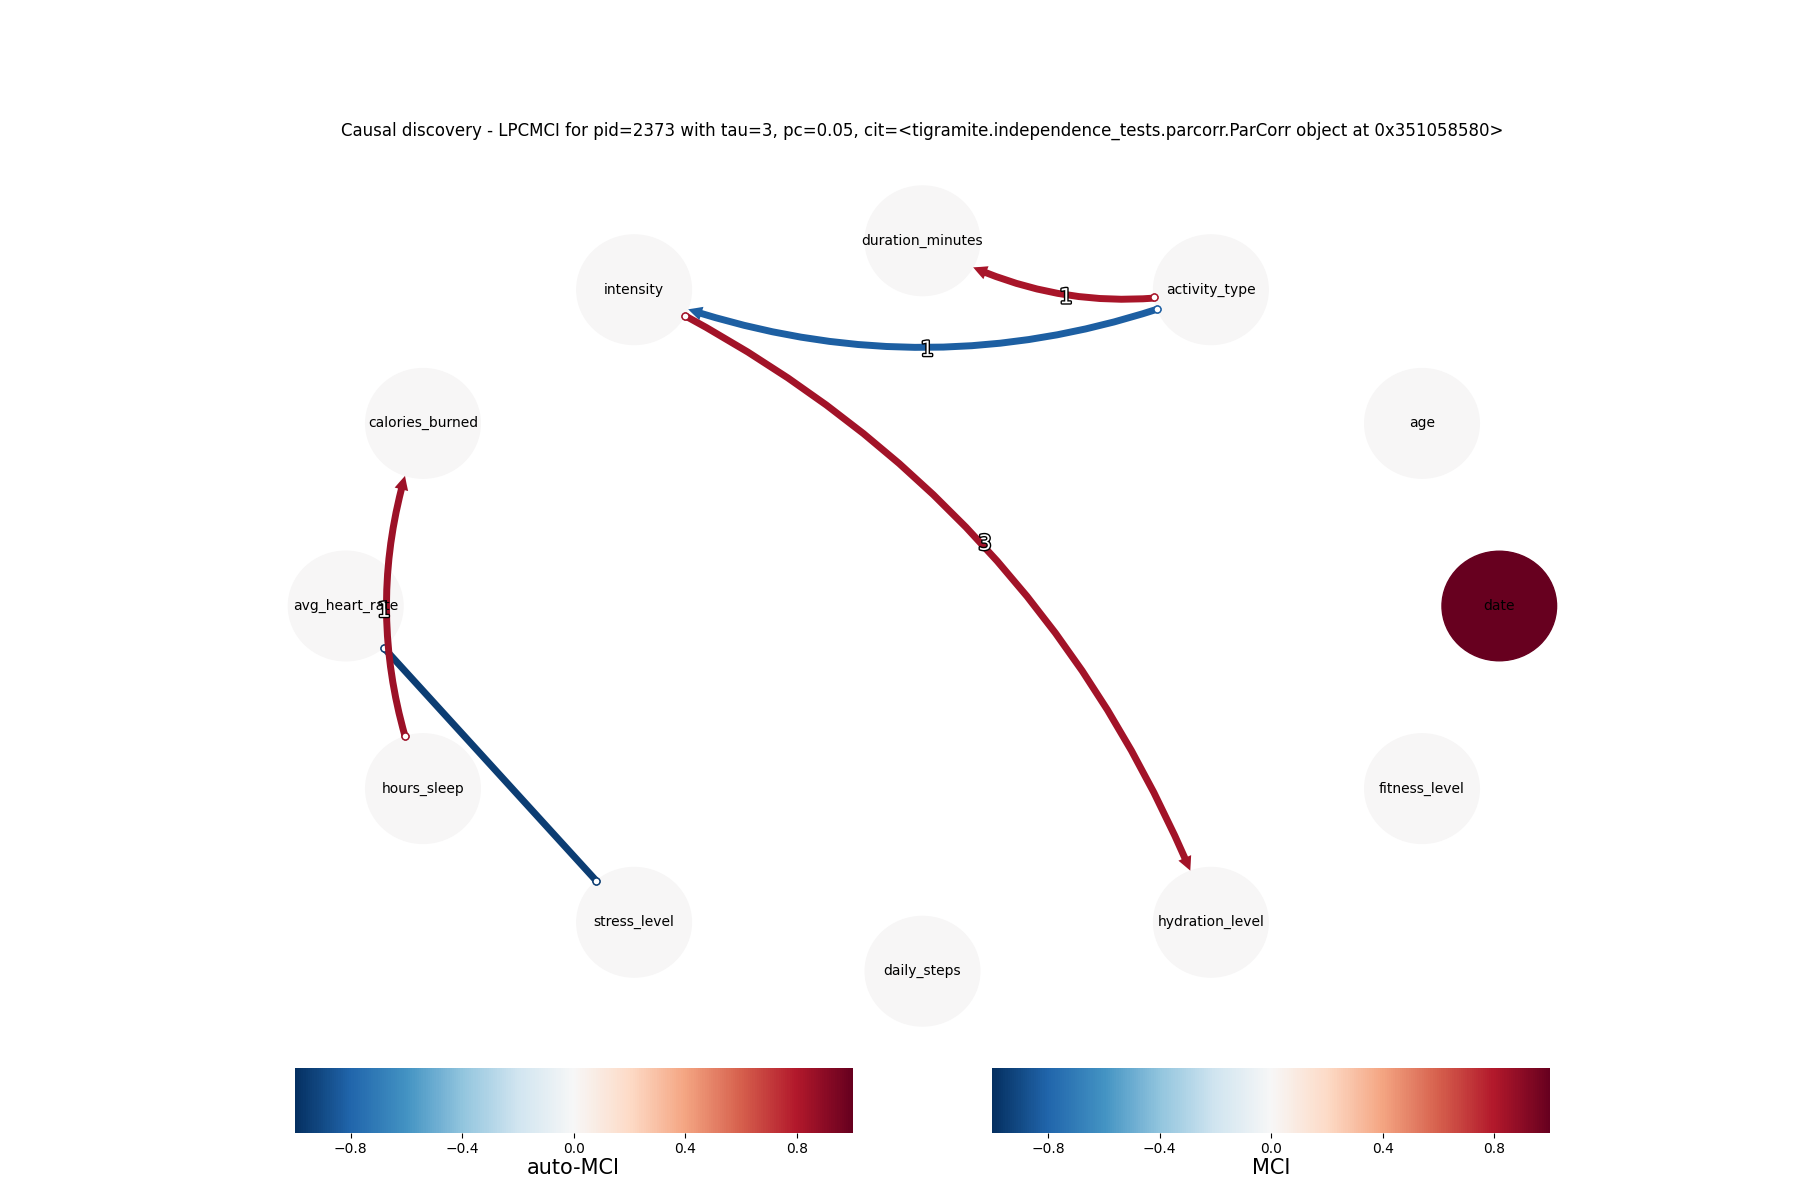 Causal discovery - LPCMCI for pid=2373 with tau=3, pc=0.05, cit=<tigramite.independence_tests.parcorr.ParCorr object at 0x351058580>
duration_minutes
intensity
activity_type
1
1
calories_burned
age
3
avg_heart_rate
1
date
hours_sleep
fitness_level
stress_level
hydration_level
daily_steps
−0.8 −0.4 0.0 0.4 0.8
auto-MCI
−0.8 −0.4 0.0 0.4 0.8
MCI